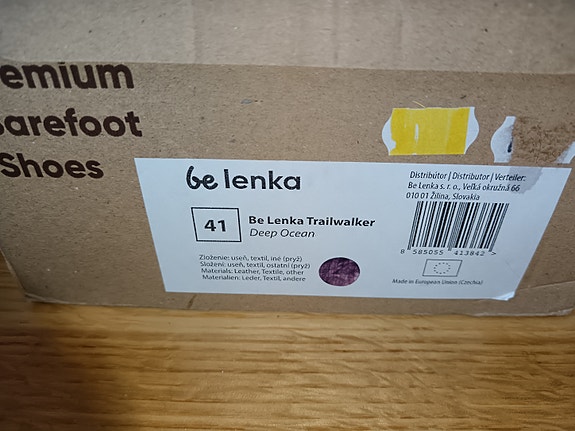 emium
arefoot
Shoes
be lenka
41
Be Lenka Trailwalker
Deep Ocean
Zloženie: useň, textil, iné (pryž)
Složení: useň, textil, ostatní (pryž)
Materials: Leather, Textile, other
Materialien: Leder, Textil, andere
Distribútor | Distributor | Verteiler:
Be Lenka s. r. o., Veľká okružná 66
010 01 Žilina, Slovakia
8 585055 413842 >
Made in European Union (Czechia)